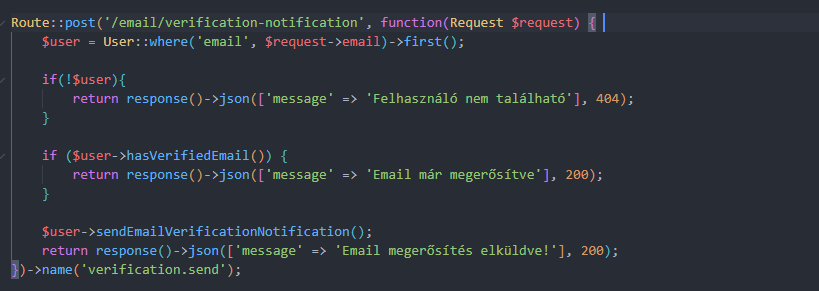 Route::post('/email/verification-notification', function(Request $request) {
$user = User::where('email', $request->email)->first();
if(!$user){
return response()->json(['message' => 'Felhasználó nem található'], 404);
}
if ($user->hasVerifiedEmail()) {
return response()->json(['message' => 'Email már megerősítve'], 200);
}
$user->sendEmailVerificationNotification();
return response()->json(['message' => 'Email megerősítés elküldve!'], 200);
})->name('verification.send');